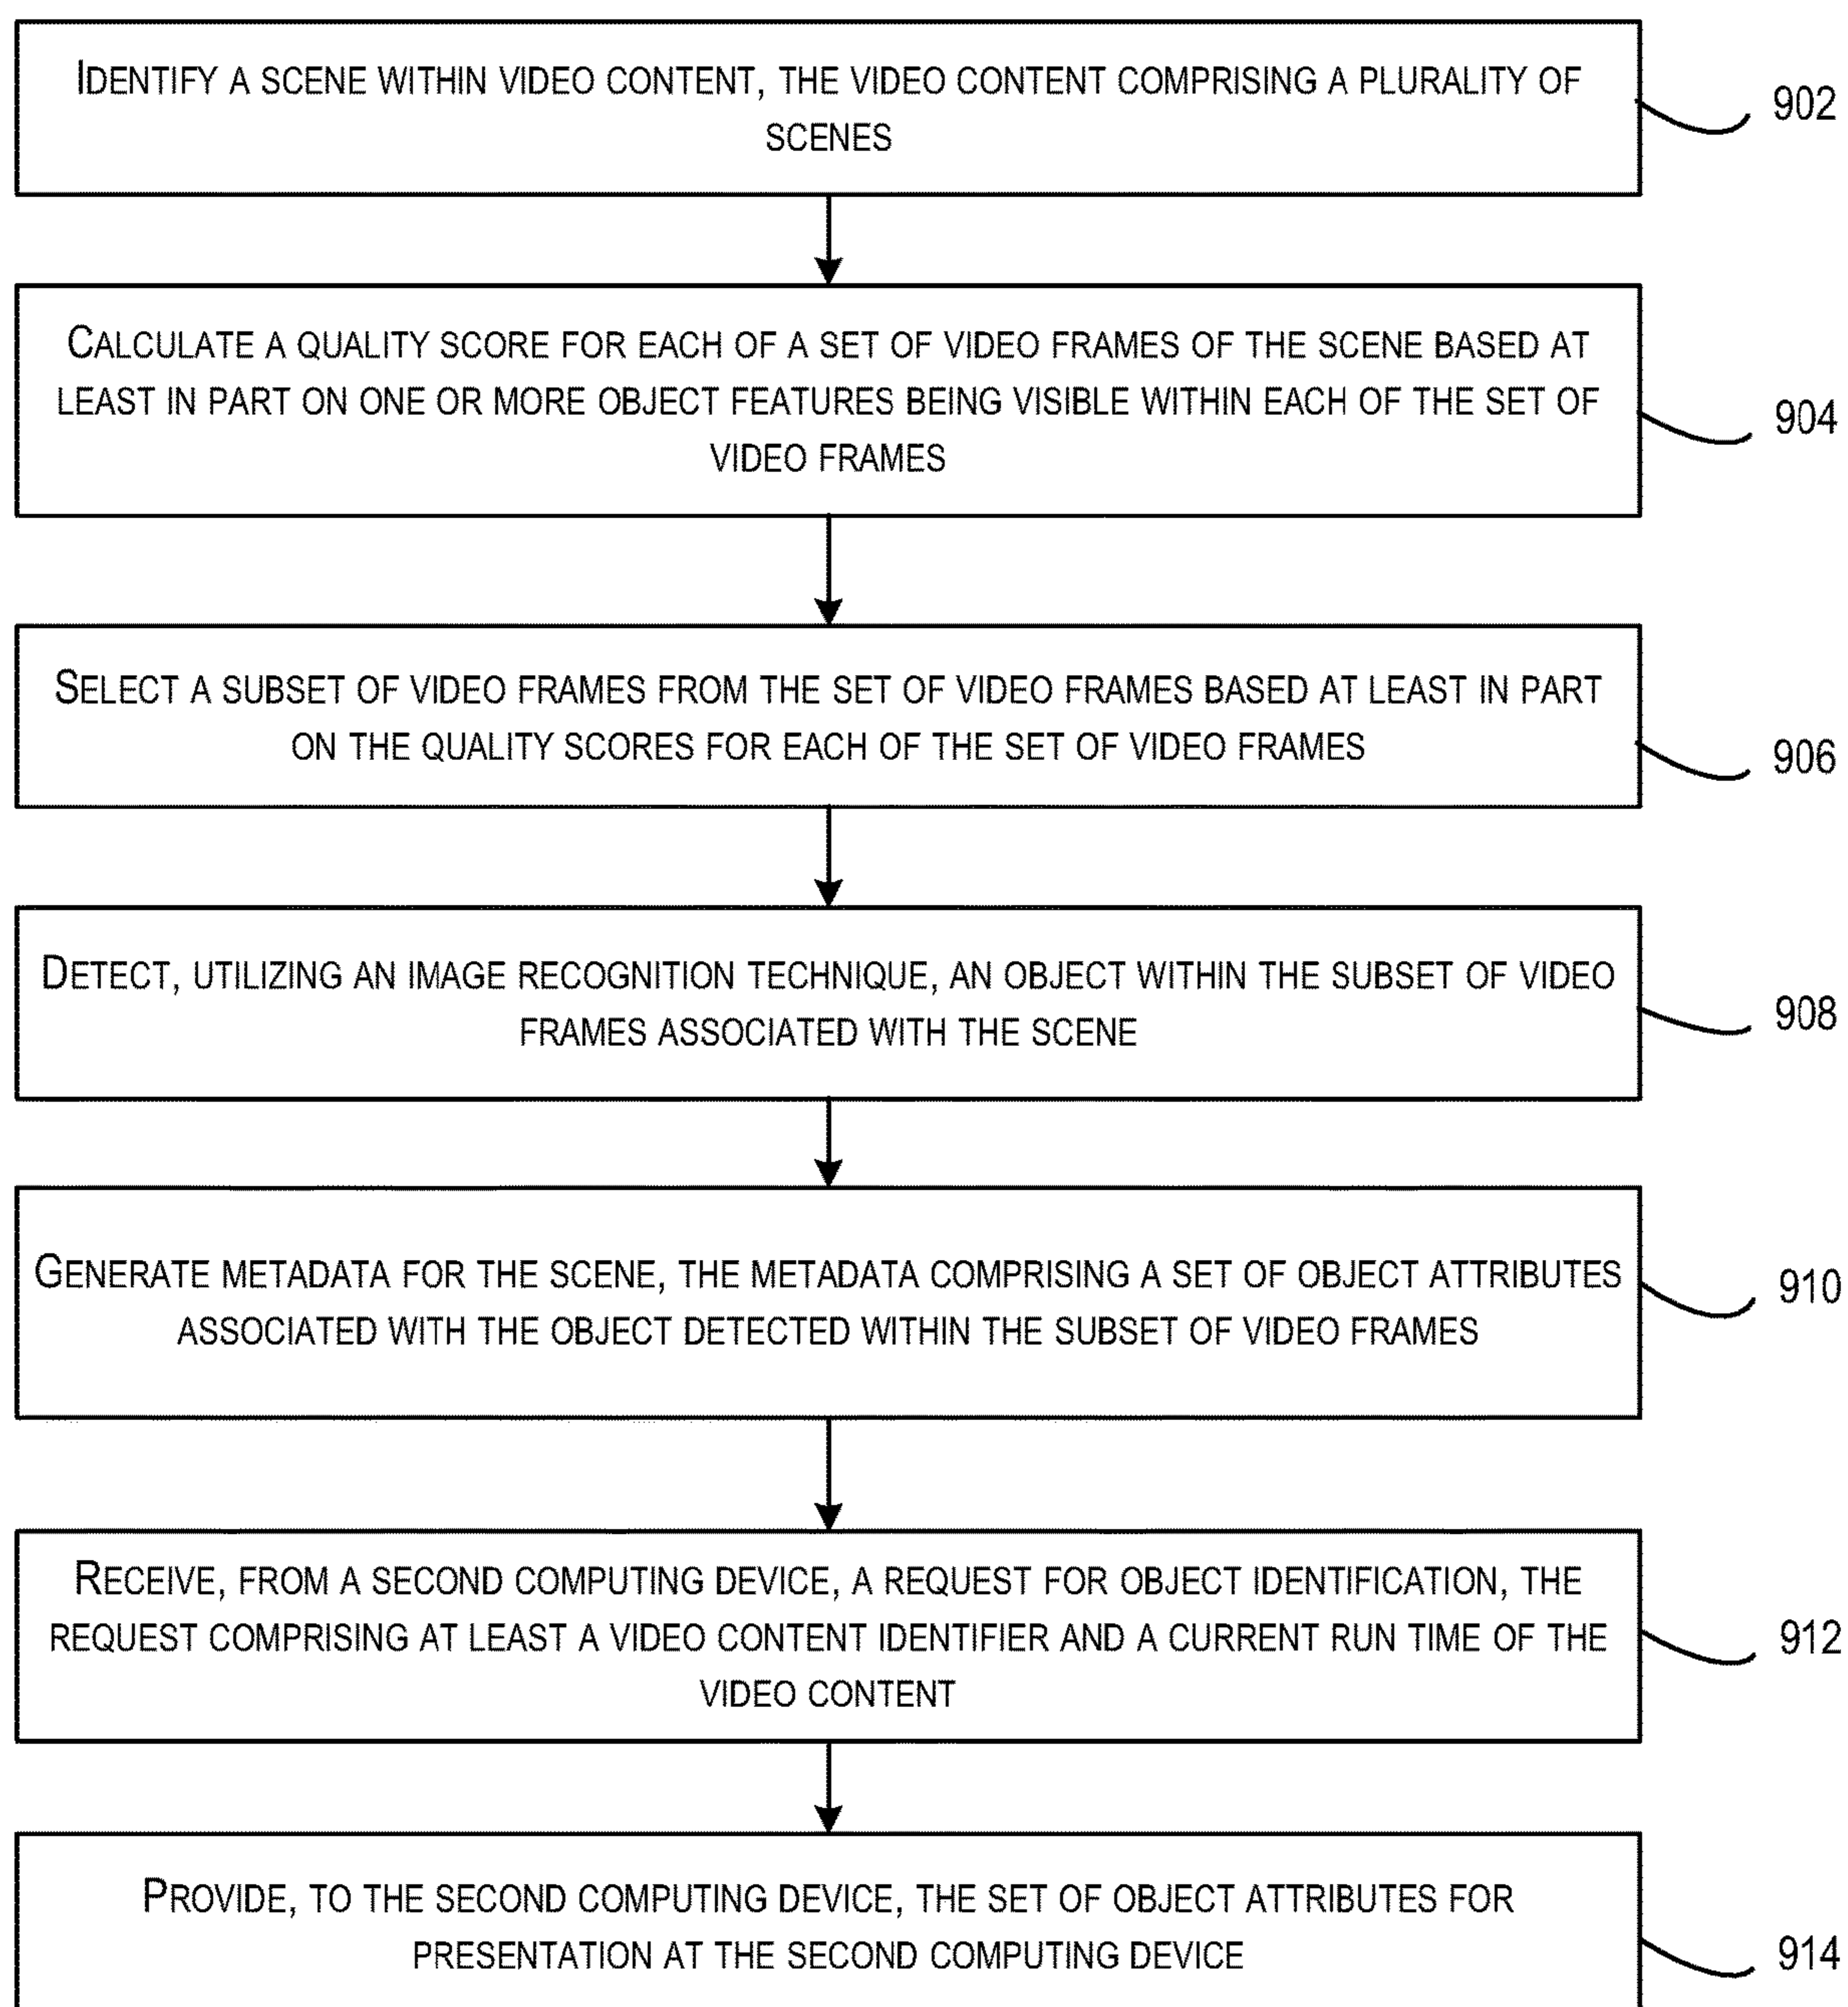 IDENTIFY A SCENE WITHIN VIDEO CONTENT, THE VIDEO CONTENT COMPRISING A PLURALITY OF
SCENES
902
CALCULATE A QUALITY SCORE FOR EACH OF A SET OF VIDEO FRAMES OF THE SCENE BASED AT
LEAST IN PART ON ONE OR MORE OBJECT FEATURES BEING VISIBLE WITHIN EACH OF THE SET OF
VIDEO FRAMES
904
SELECT A SUBSET OF VIDEO FRAMES FROM THE SET OF VIDEO FRAMES BASED AT LEAST IN PART
ON THE QUALITY SCORES FOR EACH OF THE SET OF VIDEO FRAMES
906
DETECT, UTILIZING AN IMAGE RECOGNITION TECHNIQUE, AN OBJECT WITHIN THE SUBSET OF VIDEO
FRAMES ASSOCIATED WITH THE SCENE
908
GENERATE METADATA FOR THE SCENE, THE METADATA COMPRISING A SET OF OBJECT ATTRIBUTES
ASSOCIATED WITH THE OBJECT DETECTED WITHIN THE SUBSET OF VIDEO FRAMES
910
RECEIVE, FROM A SECOND COMPUTING DEVICE, A REQUEST FOR OBJECT IDENTIFICATION, THE
REQUEST COMPRISING AT LEAST A VIDEO CONTENT IDENTIFIER AND A CURRENT RUN TIME OF THE
VIDEO CONTENT
912
PROVIDE, TO THE SECOND COMPUTING DEVICE, THE SET OF OBJECT ATTRIBUTES FOR
PRESENTATION AT THE SECOND COMPUTING DEVICE
914